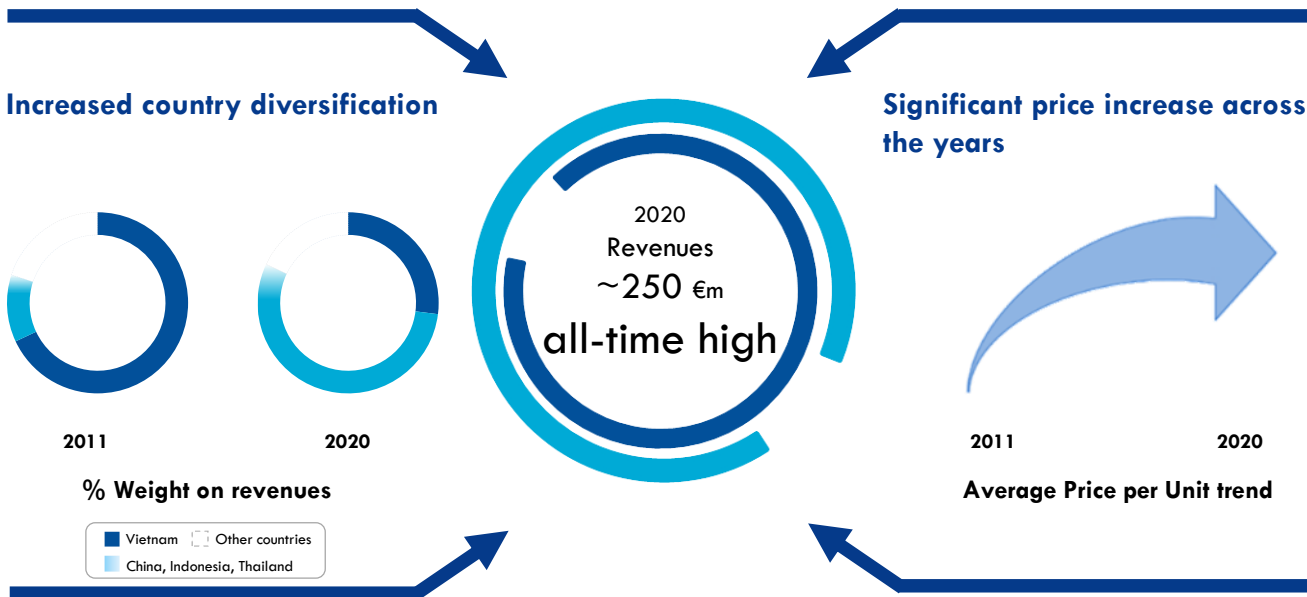 Increased country diversification
2011
2020
% Weight on revenues
Vietnam
Other countries
China, Indonesia, Thailand
2020
Revenues
~250 €m
all-time high
Significant price increase across
the years
2011
2020
Average Price per Unit trend